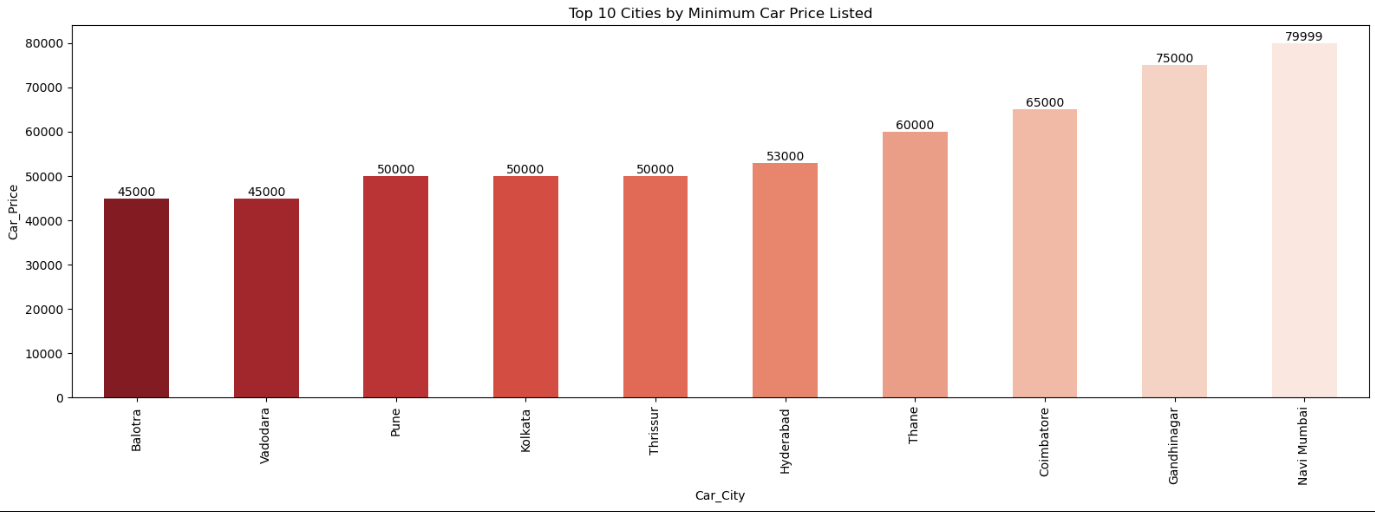 Top 10 Cities by Minimum Car Price Listed
Car_Price
80000
70000
60000
50000
40000
30000
20000
10000
0
45000
45000
50000
50000
50000
53000
60000
65000
75000
79999
Balotra
Vadodara
Pune
Kolkata
Thrissur
Hyderabad
Thane
Coimbatore
Gandhinagar
Navi Mumbai
Car_City